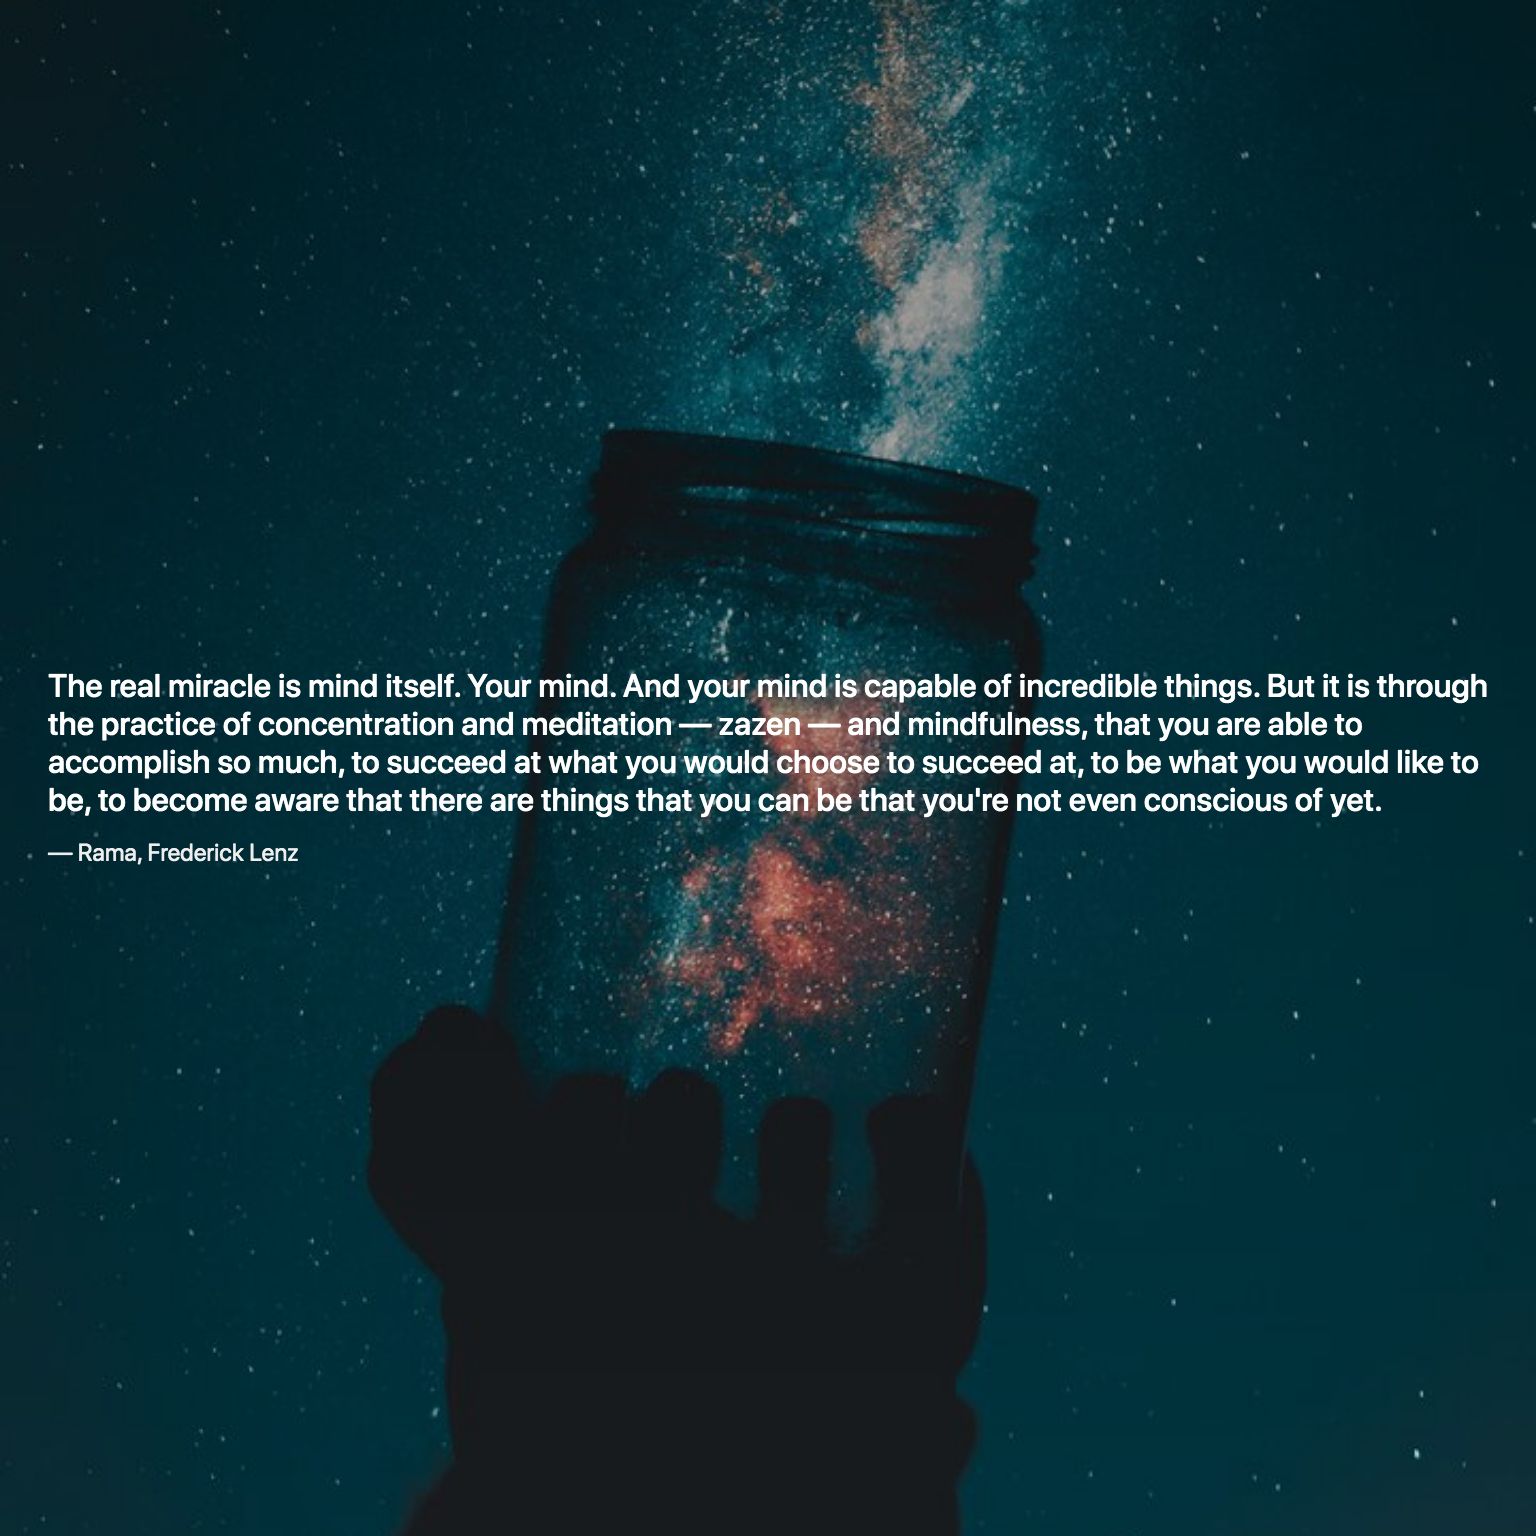 The real miracle is mind itself. Your mind. And your mind is capable of incredible things. But it is through
the practice of concentration and meditation — zazen — and mindfulness, that you are able to
accomplish so much, to succeed at what you would choose to succeed at, to be what you would like to
be, to become aware that there are things that you can be that you're not even conscious of yet.
— Rama, Frederick Lenz